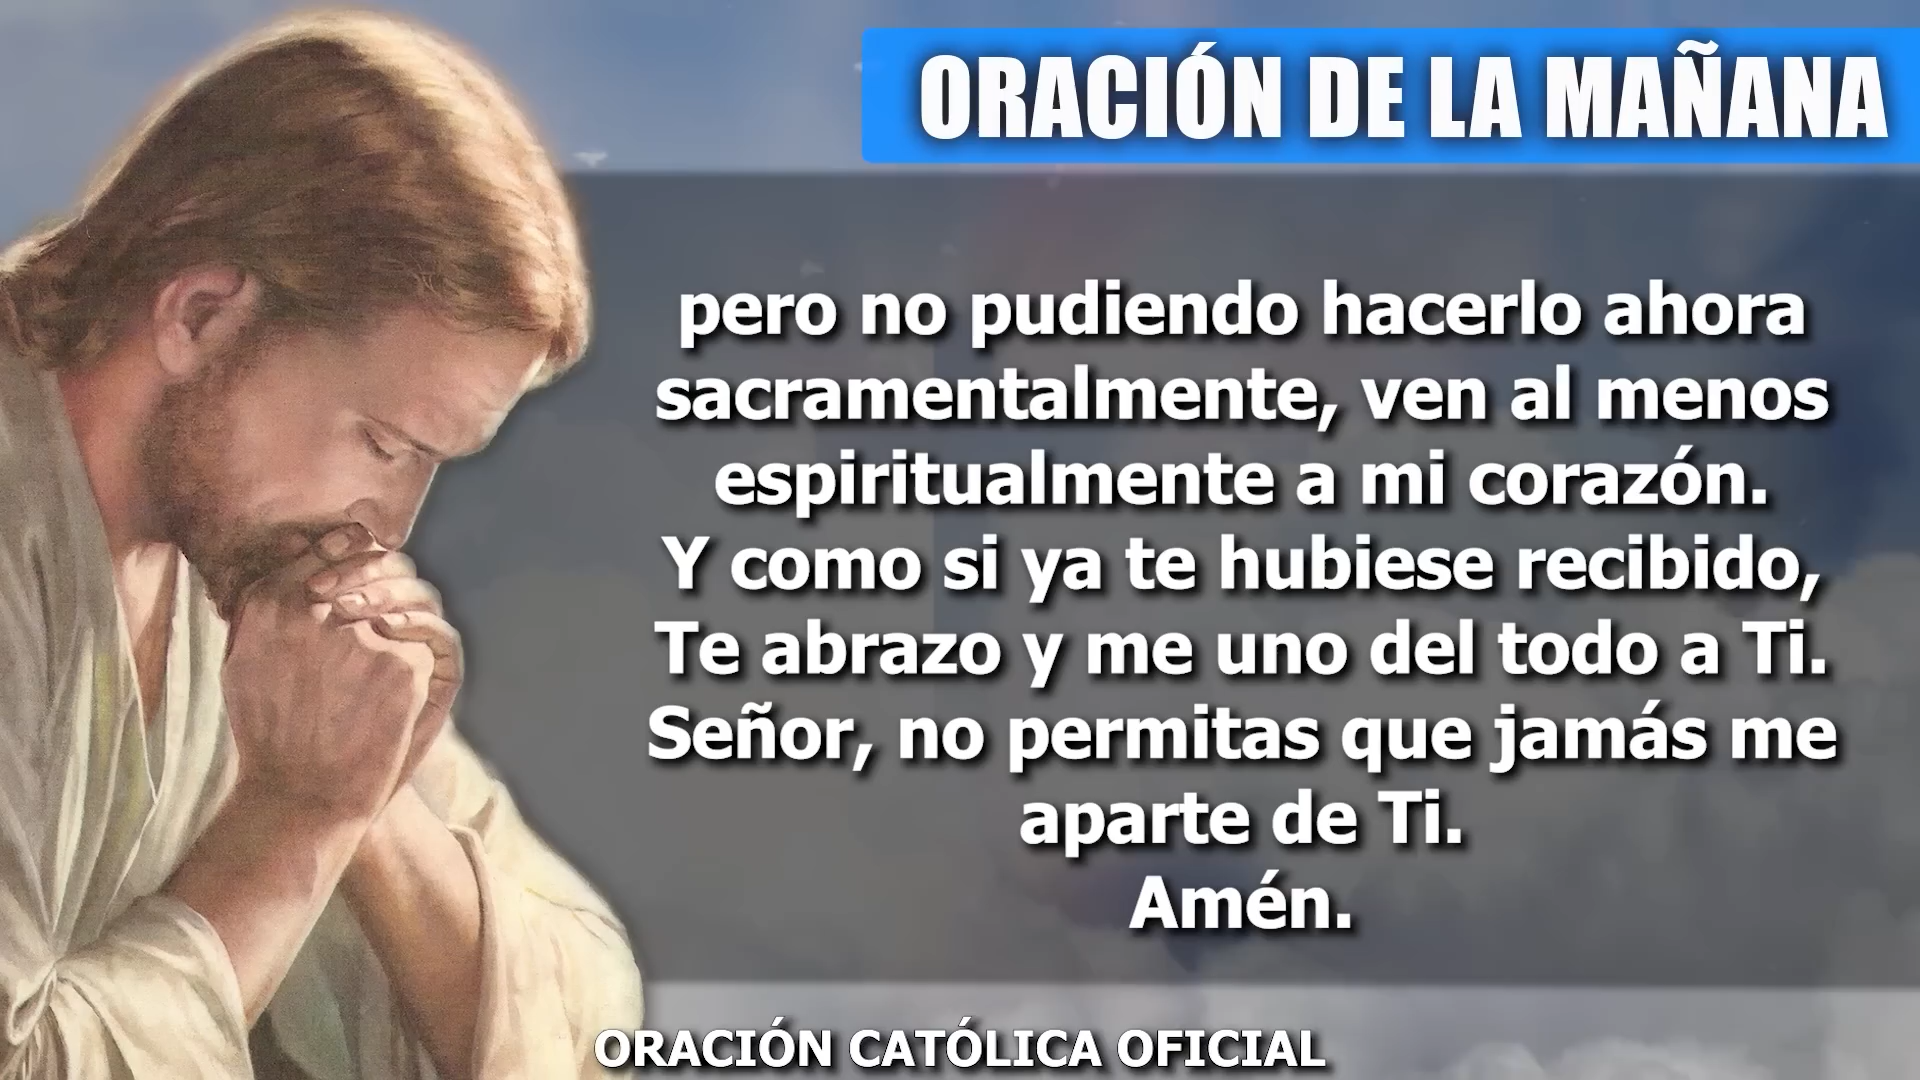 ORACIÓN DE LA MAÑANA
pero no pudiendo hacerlo ahora
sacramentalmente, ven al menos
espiritualmente a mi corazón.
Y como si ya te hubiese recibido,
Te abrazo y me uno del todo a Ti.
Señor, no permitas que jamás me
aparte de Ti.
Amén.
ORACIÓN CATÓLICA OFICIAL